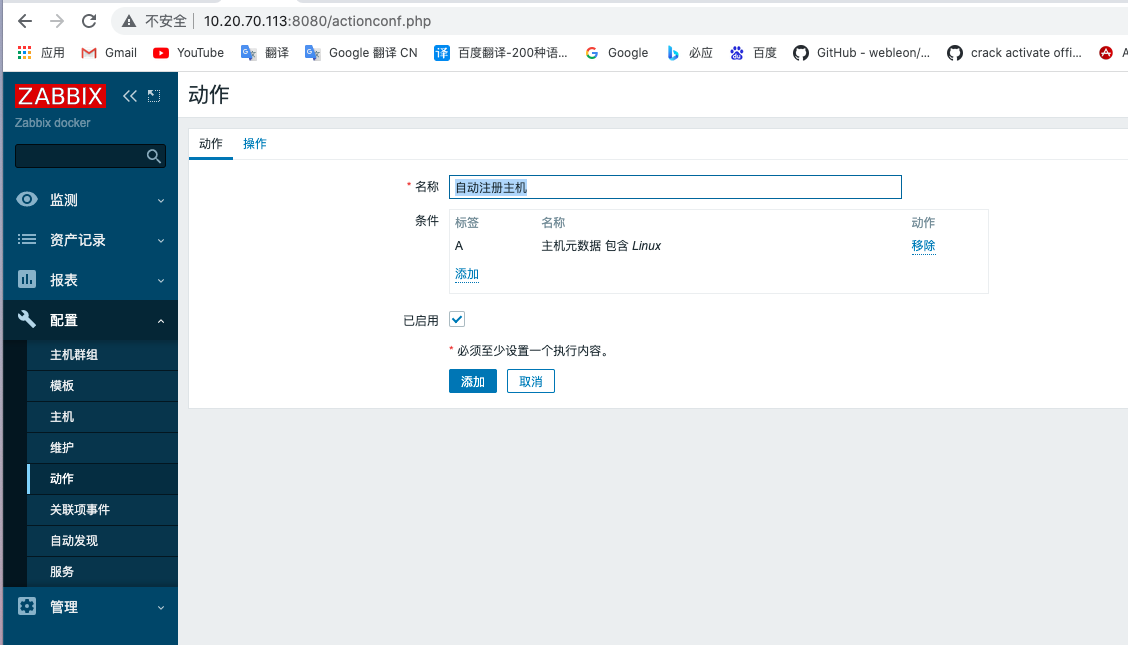 不安全 10.20.70.113:8080/actionconf.php
应用 Gmail YouTube 翻译 Google 翻译 CN 译 百度翻译-200种语... Google 必应 百度 GitHub - webleon/... crack activate offi...
ZABBIX
Zabbix docker
监测
资产记录
报表
配置
主机群组
模板
主机
维护
动作
关联项事件
自动发现
服务
管理
动作
动作 操作
* 名称 自动注册主机
条件 标签 名称 动作
A 主机元数据 包含 Linux 移除
添加
已启用
* 必须至少设置一个执行内容。
添加 取消